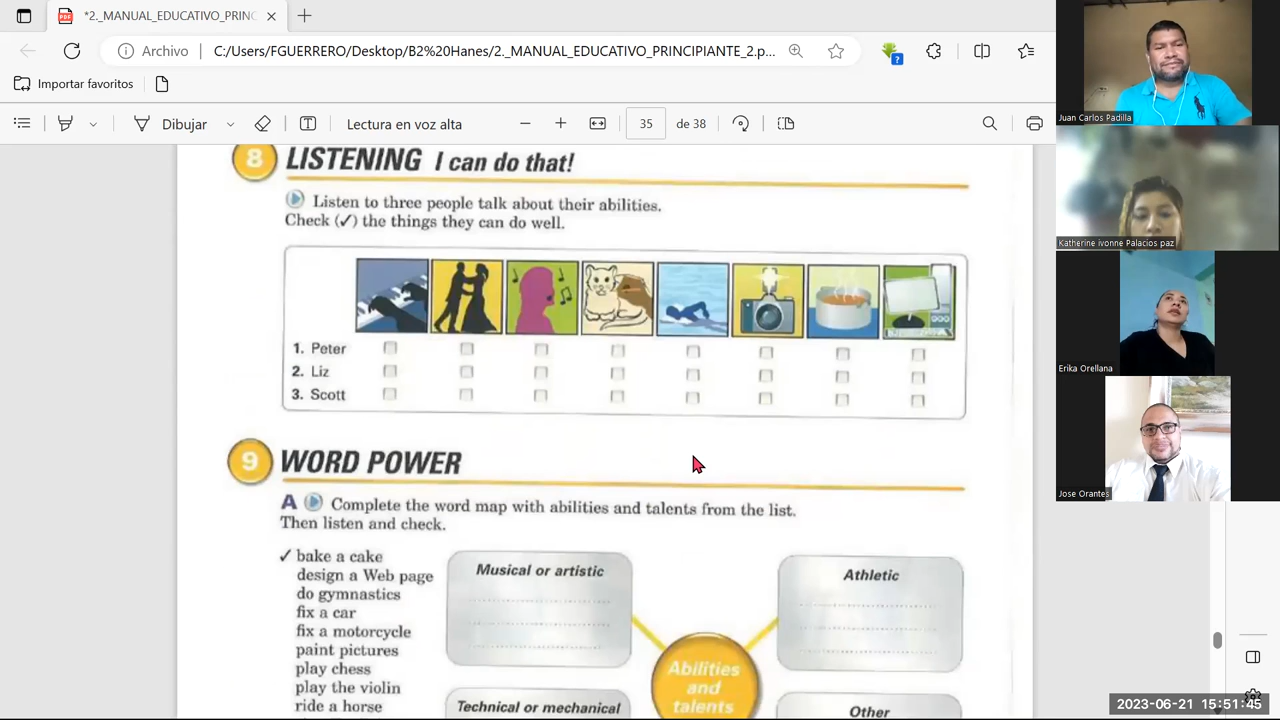 *2._MANUAL_EDUCATIVO_PRINC
Archivo
C:/Users/FGUERRERO/Desktop/B2%20Hanes/2._MANUAL_EDUCATIVO_PRINCIPIANTE_2.p...
Importar favoritos
Dibujar
Lectura en voz alta
35
de 38
8 LISTENING I can do that!
Listen to three people talk about their abilities.
Check (✓) the things they can do well.
1. Peter
2. Liz
3. Scott
9 WORD POWER
A Complete the word map with abilities and talents from the list.
Then listen and check.
✓ bake a cake
design a Web page
do gymnastics
fix a car
fix a motorcycle
paint pictures
play chess
play the violin
ride a horse
Musical or artistic
Athletic
Abilities
and
talents
Technical or mechanical
Other
Juan Carlos Padilla
Katherine ivonne Palacios paz
Erika Orellana
Jose Orantes
2023-06-21 15:51:45